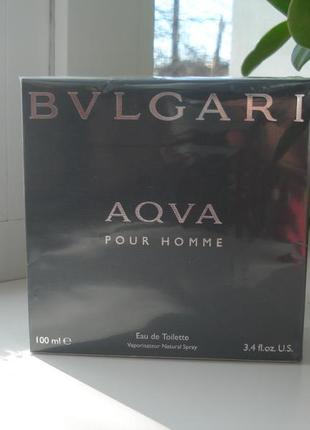 BVLGARI
AQVA
POUR HOMME
Eau de Toilette
100 ml ℮ Vaporisateur Natural Spray 3.4 fl.oz. U.S.